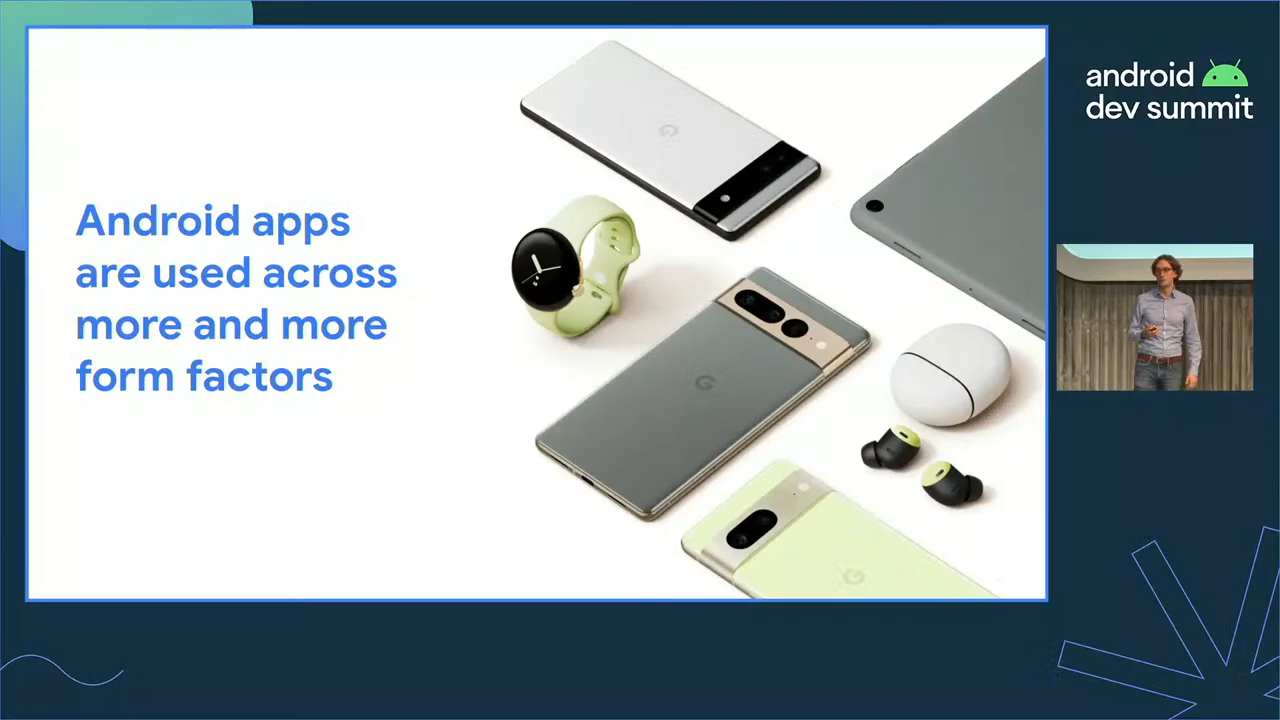 Android apps
are used across
more and more
form factors
android
dev summit